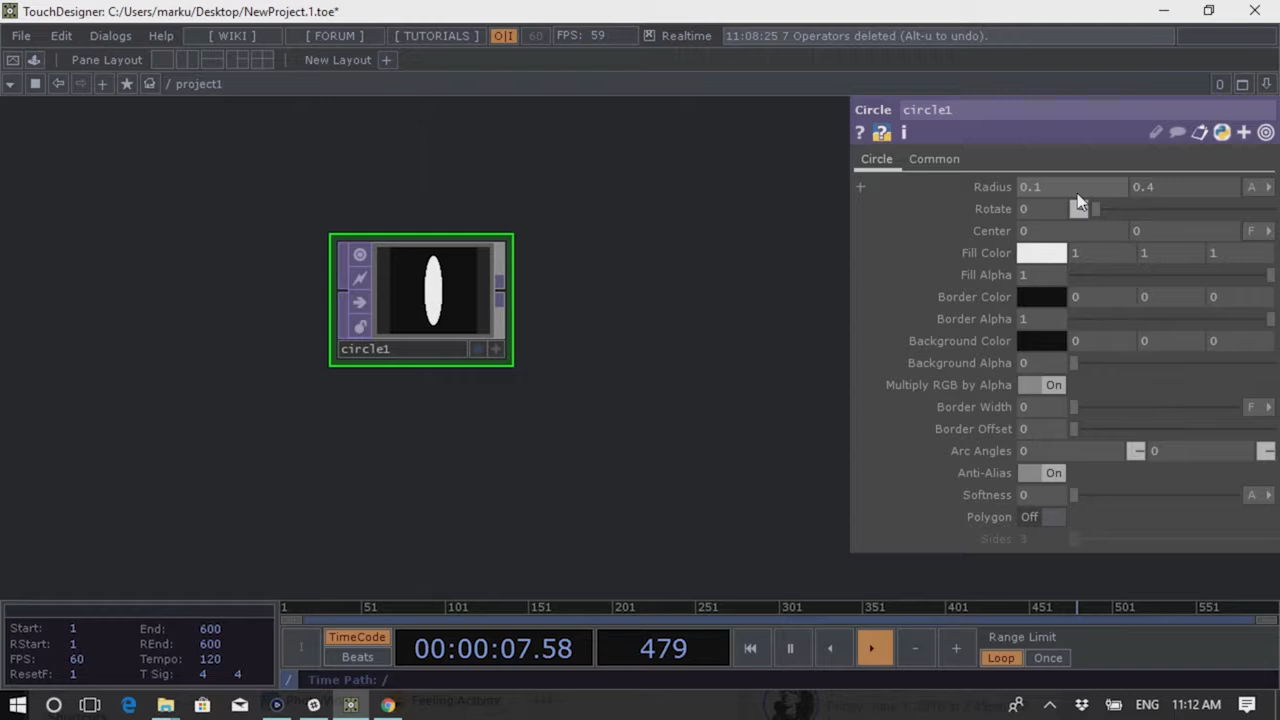 TouchDesigner: C:/Users/marku/Desktop/NewProject.1.toe*
File Edit Dialogs Help [ WIKI ] [ FORUM ] [ TUTORIALS ] O|I 60 FPS: 59 Realtime 11:08:25 7 Operators deleted (Alt-u to undo).
Pane Layout New Layout +
/ project1 0
Circle circle1
? ? i
Circle Common
+ Radius 0.1 0.4 A
Rotate 0
Center 0 0 F
Fill Color 1 1 1
Fill Alpha 1
Border Color 0 0 0
Border Alpha 1
Background Color 0 0 0
Background Alpha 0
Multiply RGB by Alpha On
Border Width 0 F
Border Offset 0
Arc Angles 0 0
Anti-Alias On
Softness 0 A
Polygon Off
Sides 3
circle1
1 51 101 151 201 251 301 351 401 451 501 551
Start: 1 End: 600
RStart: 1 REnd: 600
FPS: 60 Tempo: 120
ResetF: 1 T Sig: 4 4
TimeCode
Beats
00:00:07.58 479
Range Limit
Loop Once
/ Time Path: /
Feeling Activity
ENG 11:12 AM